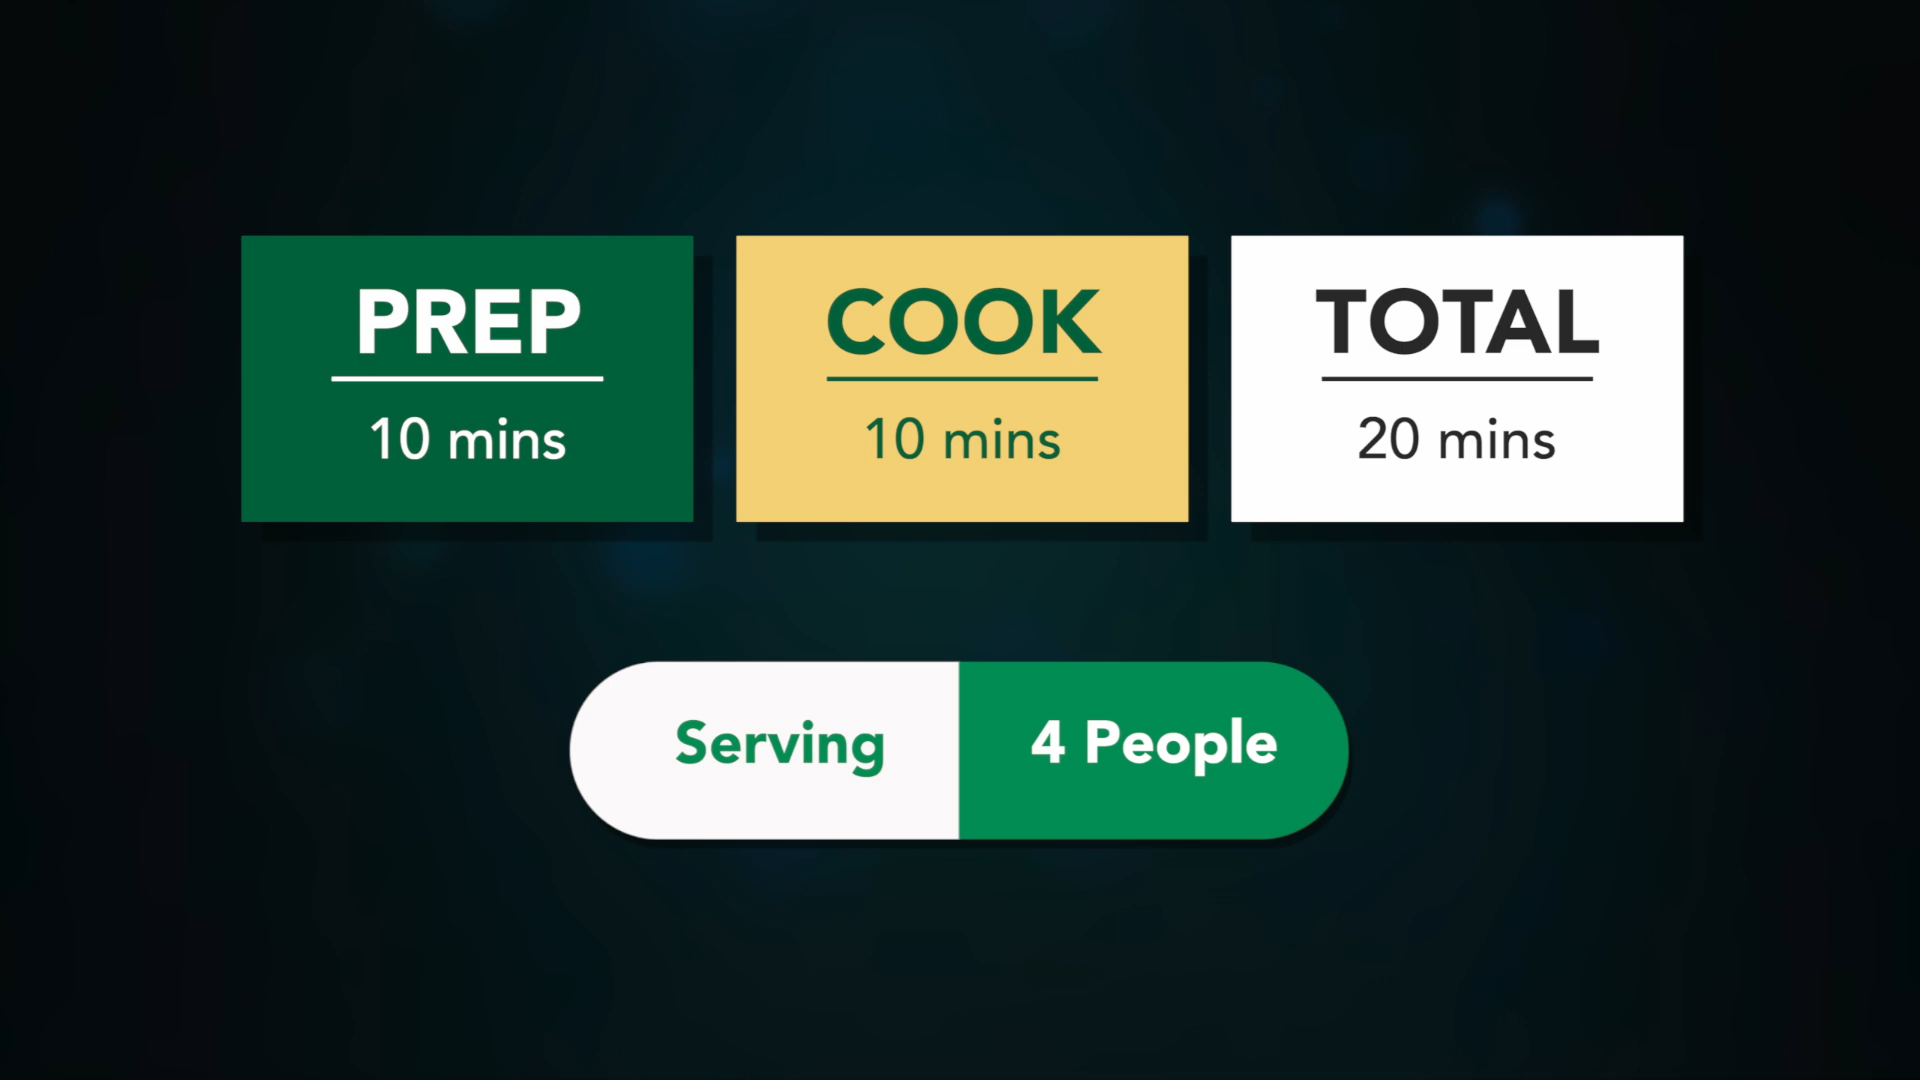 PREP
10 mins
COOK
10 mins
TOTAL
20 mins
Serving
4 People